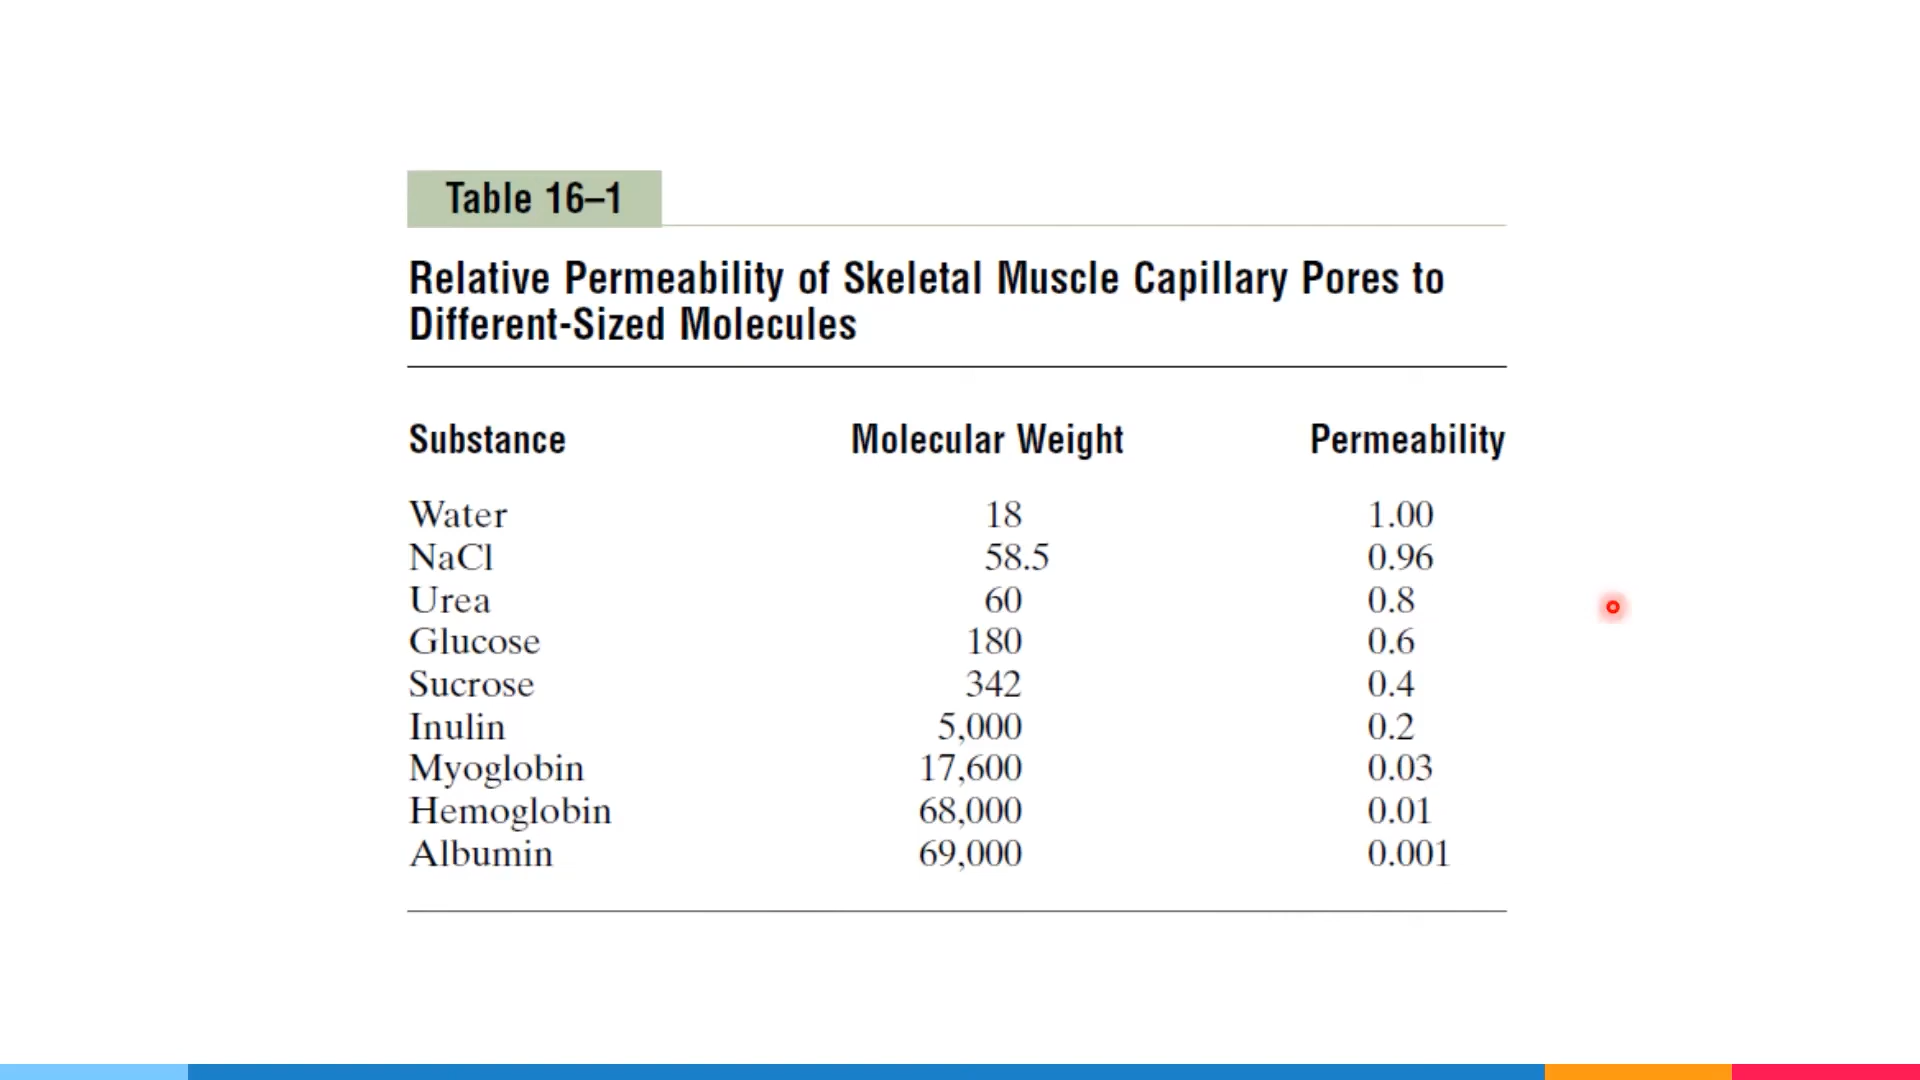 Table 16–1
Relative Permeability of Skeletal Muscle Capillary Pores to
Different-Sized Molecules
Substance Molecular Weight Permeability
Water 18 1.00
NaCl 58.5 0.96
Urea 60 0.8
Glucose 180 0.6
Sucrose 342 0.4
Inulin 5,000 0.2
Myoglobin 17,600 0.03
Hemoglobin 68,000 0.01
Albumin 69,000 0.001